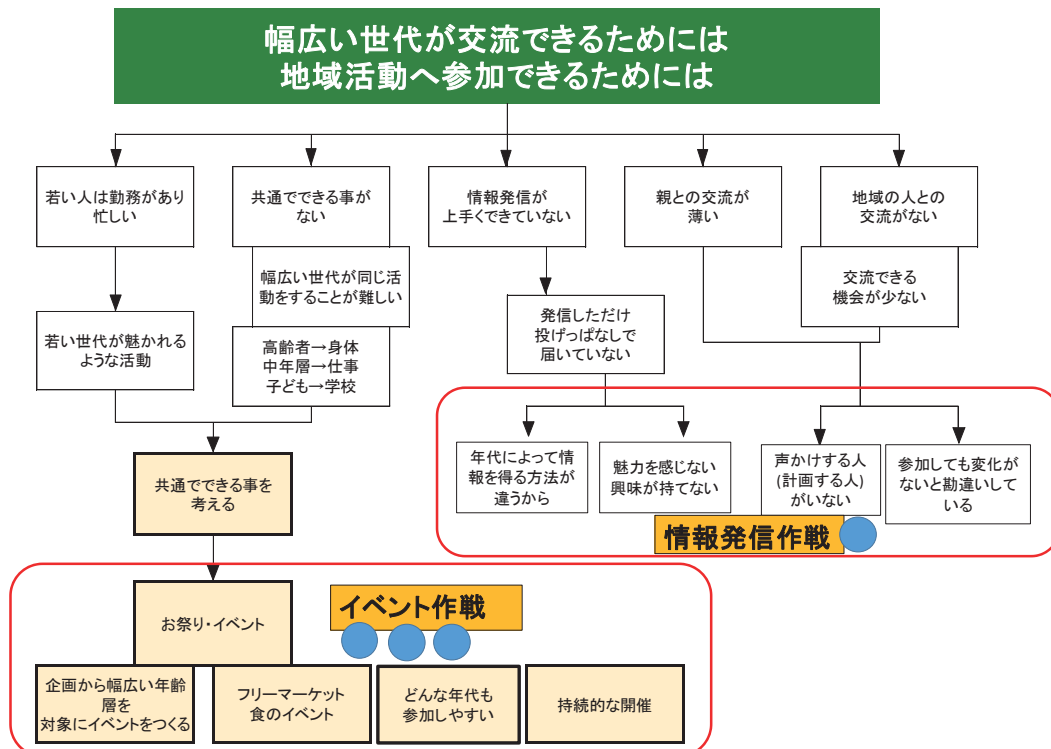 幅広い世代が交流できるためには
地域活動へ参加できるためには
若い人は勤務があり
忙しい
共通でできる事が
ない
情報発信が
上手くできていない
親との交流が
薄い
地域の人との
交流がない
幅広い世代が同じ活
動をすることが難しい
交流できる
機会が少ない
若い世代が魅かれる
ような活動
高齢者→身体
中年層→仕事
子ども→学校
発信しただけ
投げっぱなしで
届いていない
共通でできる事を
考える
年代によって情
報を得る方法が
違うから
魅力を感じない
興味が持てない
声かけする人
(計画する人)
がいない
参加しても変化が
ないと勘違いして
いる
情報発信作戦
お祭り・イベント
イベント作戦
企画から幅広い年齢
層を
対象にイベントをつくる
フリーマーケット
食のイベント
どんな年代も
参加しやすい
持続的な開催